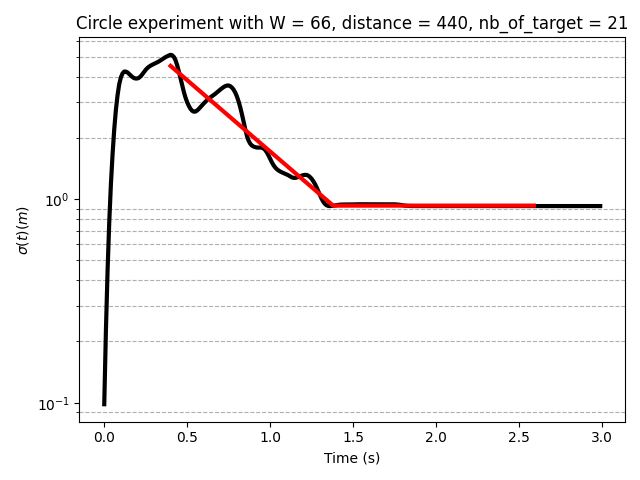 Circle experiment with W = 66, distance = 440, nb_of_target = 21
10⁰
10⁻¹
σ(t)(m)
0.0 0.5 1.0 1.5 2.0 2.5 3.0
Time (s)